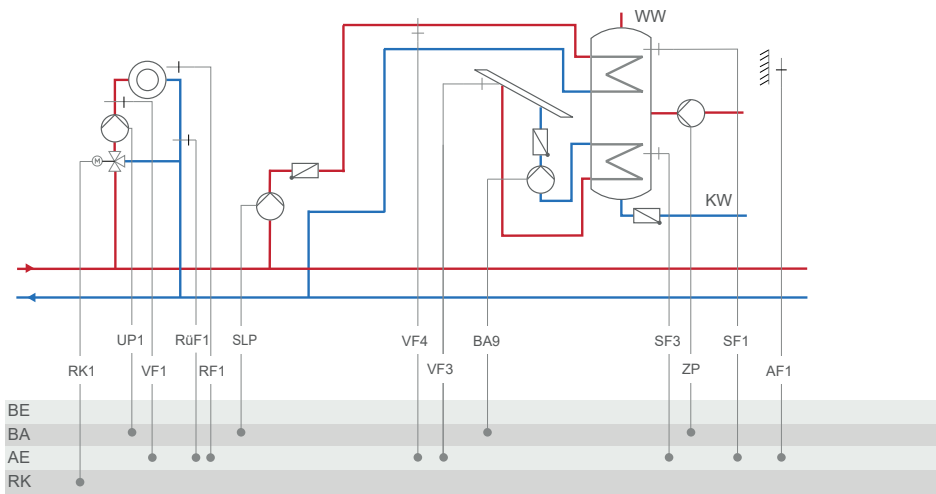 WW
M
KW
UP1
RüF1
SLP
VF4
BA9
SF3
SF1
RK1
VF1
RF1
VF3
ZP
AF1
BE
BA
AE
RK